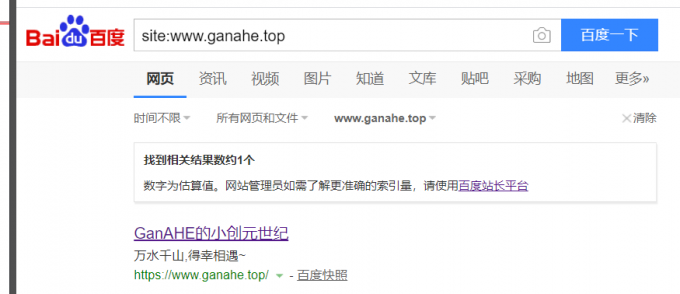 Bai du 百度 site:www.ganahe.top 百度一下
网页 资讯 视频 图片 知道 文库 贴吧 采购 地图 更多»
时间不限 所有网页和文件 www.ganahe.top 清除
找到相关结果数约1个
数字为估算值。网站管理员如需了解更准确的索引量，请使用百度站长平台
GanAHE的小创元世纪
万水千山,得幸相遇~
https://www.ganahe.top/ - 百度快照